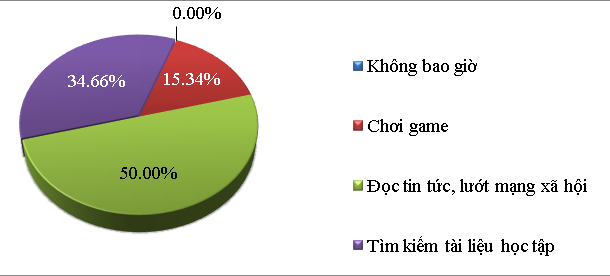 0.00%
34.66%
15.34%
50.00%
Không bao giờ
Chơi game
Đọc tin tức, lướt mạng xã hội
Tìm kiếm tài liệu học tập